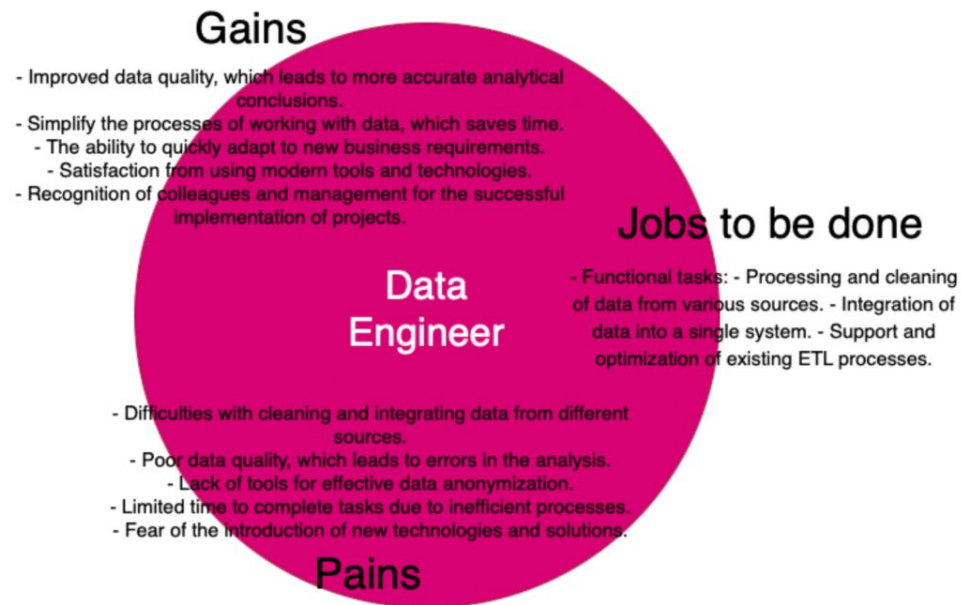 Gains
- Improved data quality, which leads to more accurate analytical
conclusions.
- Simplify the processes of working with data, which saves time.
- The ability to quickly adapt to new business requirements.
- Satisfaction from using modern tools and technologies.
- Recognition of colleagues and management for the successful
implementation of projects.
Jobs to be done
- Functional tasks: - Processing and cleaning
of data from various sources. - Integration of
data into a single system. - Support and
optimization of existing ETL processes.
Data
Engineer
- Difficulties with cleaning and integrating data from different
sources.
- Poor data quality, which leads to errors in the analysis.
- Lack of tools for effective data anonymization.
- Limited time to complete tasks due to inefficient processes.
- Fear of the introduction of new technologies and solutions.
Pains